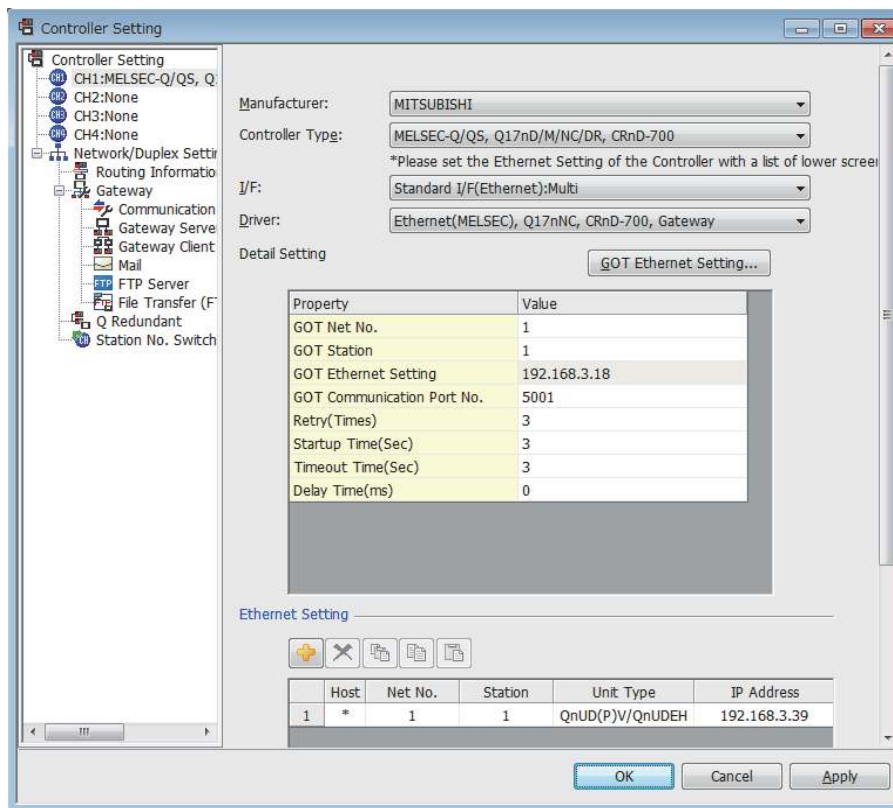 Controller Setting
Controller Setting
CH1:MELSEC-Q/QS, Q
CH2:None
CH3:None
CH4:None
Network/Duplex Settin
Routing Informatio
Gateway
Communication
Gateway Serve
Gateway Client
Mail
FTP Server
File Transfer (F
Q Redundant
Station No. Switch
Manufacturer:
MITSUBISHI
Controller Type:
MELSEC-Q/QS, Q17nD/M/NC/DR, CRnD-700
*Please set the Ethernet Setting of the Controller with a list of lower screen
I/F:
Standard I/F(Ethernet):Multi
Driver:
Ethernet(MELSEC), Q17nNC, CRnD-700, Gateway
Detail Setting
GOT Ethernet Setting...
Property Value
GOT Net No. 1
GOT Station 1
GOT Ethernet Setting 192.168.3.18
GOT Communication Port No. 5001
Retry(Times) 3
Startup Time(Sec) 3
Timeout Time(Sec) 3
Delay Time(ms) 0
Ethernet Setting
Host Net No. Station Unit Type IP Address
1 * 1 1 QnUD(P)V/QnUDEH 192.168.3.39
OK Cancel Apply